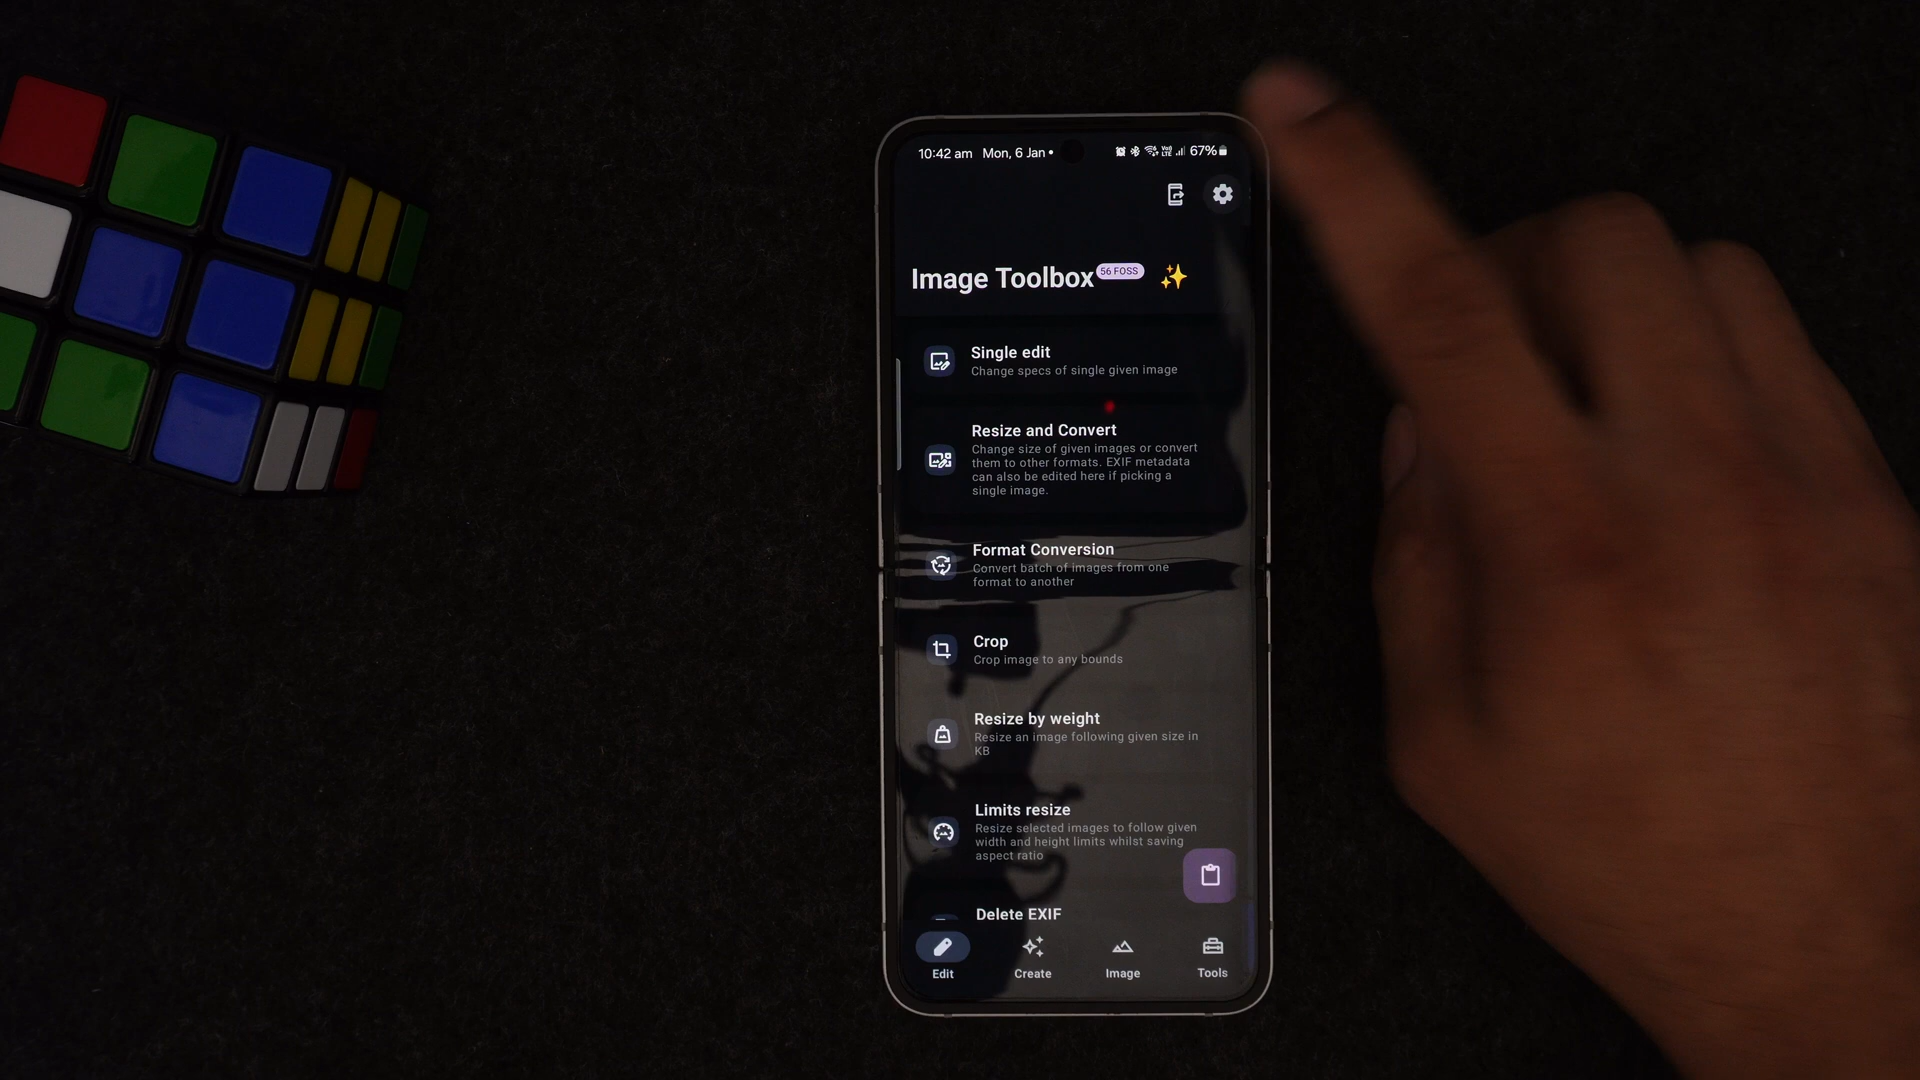 10:42 am Mon, 6 Jan • 67%
Image Toolbox 56 FOSS ✨
Single edit
Change specs of single given image
Resize and Convert
Change size of given images or convert
them to other formats. EXIF metadata
can also be edited here if picking a
single image.
Format Conversion
Convert batch of images from one
format to another
Crop
Crop image to any bounds
Resize by weight
Resize an image following given size in
KB
Limits resize
Resize selected images to follow given
width and height limits whilst saving
aspect ratio
Delete EXIF
Edit Create Image Tools